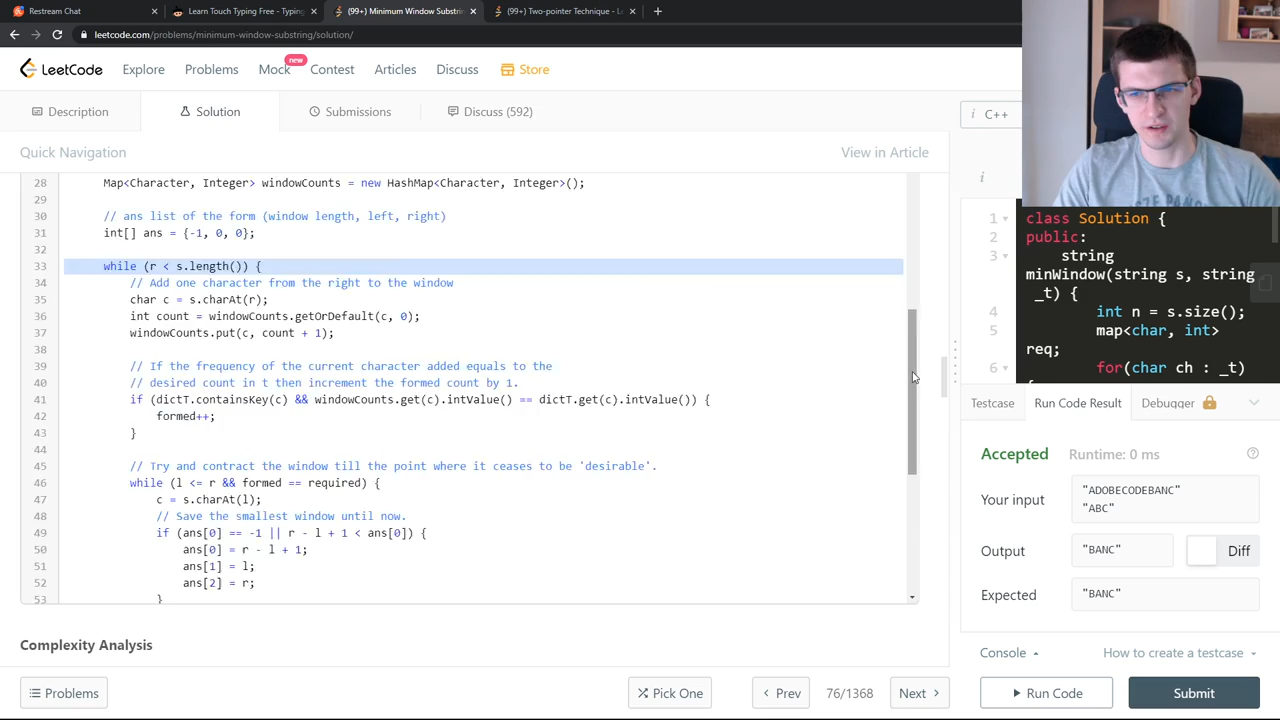 Restream Chat
Learn Touch Typing Free - Typing
(99+) Minimum Window Subst
(99+) Two-pointer Technique - Le
leetcode.com/problems/minimum-window-substring/solution/
LeetCode
Explore
Problems
Mock
new
Contest
Articles
Discuss
Store
Description
Solution
Submissions
Discuss (592)
i C++
Quick Navigation
View in Article
i
28 Map<Character, Integer> windowCounts = new HashMap<Character, Integer>();
29
30 // ans list of the form (window length, left, right)
31 int[] ans = {-1, 0, 0};
32
33 while (r < s.length()) {
34 // Add one character from the right to the window
35 char c = s.charAt(r);
36 int count = windowCounts.getOrDefault(c, 0);
37 windowCounts.put(c, count + 1);
38
39 // If the frequency of the current character added equals to the
40 // desired count in t then increment the formed count by 1.
41 if (dictT.containsKey(c) && windowCounts.get(c).intValue() == dictT.get(c).intValue()) {
42 formed++;
43 }
44
45 // Try and contract the window till the point where it ceases to be 'desirable'.
46 while (l <= r && formed == required) {
47 c = s.charAt(l);
48 // Save the smallest window until now.
49 if (ans[0] == -1 || r - l + 1 < ans[0]) {
50 ans[0] = r - l + 1;
51 ans[1] = l;
52 ans[2] = r;
53 }
Complexity Analysis
1 class Solution {
2 public:
3 string
minWindow(string s, string
_t) {
4 int n = s.size();
5 map<char, int>
req;
6 for(char ch : _t)
Testcase
Run Code Result
Debugger
Accepted
Runtime: 0 ms
Your input
"ADOBECODEBANC"
"ABC"
Output
"BANC"
Diff
Expected
"BANC"
Console
How to create a testcase
Problems
Pick One
Prev
76/1368
Next
Run Code
Submit